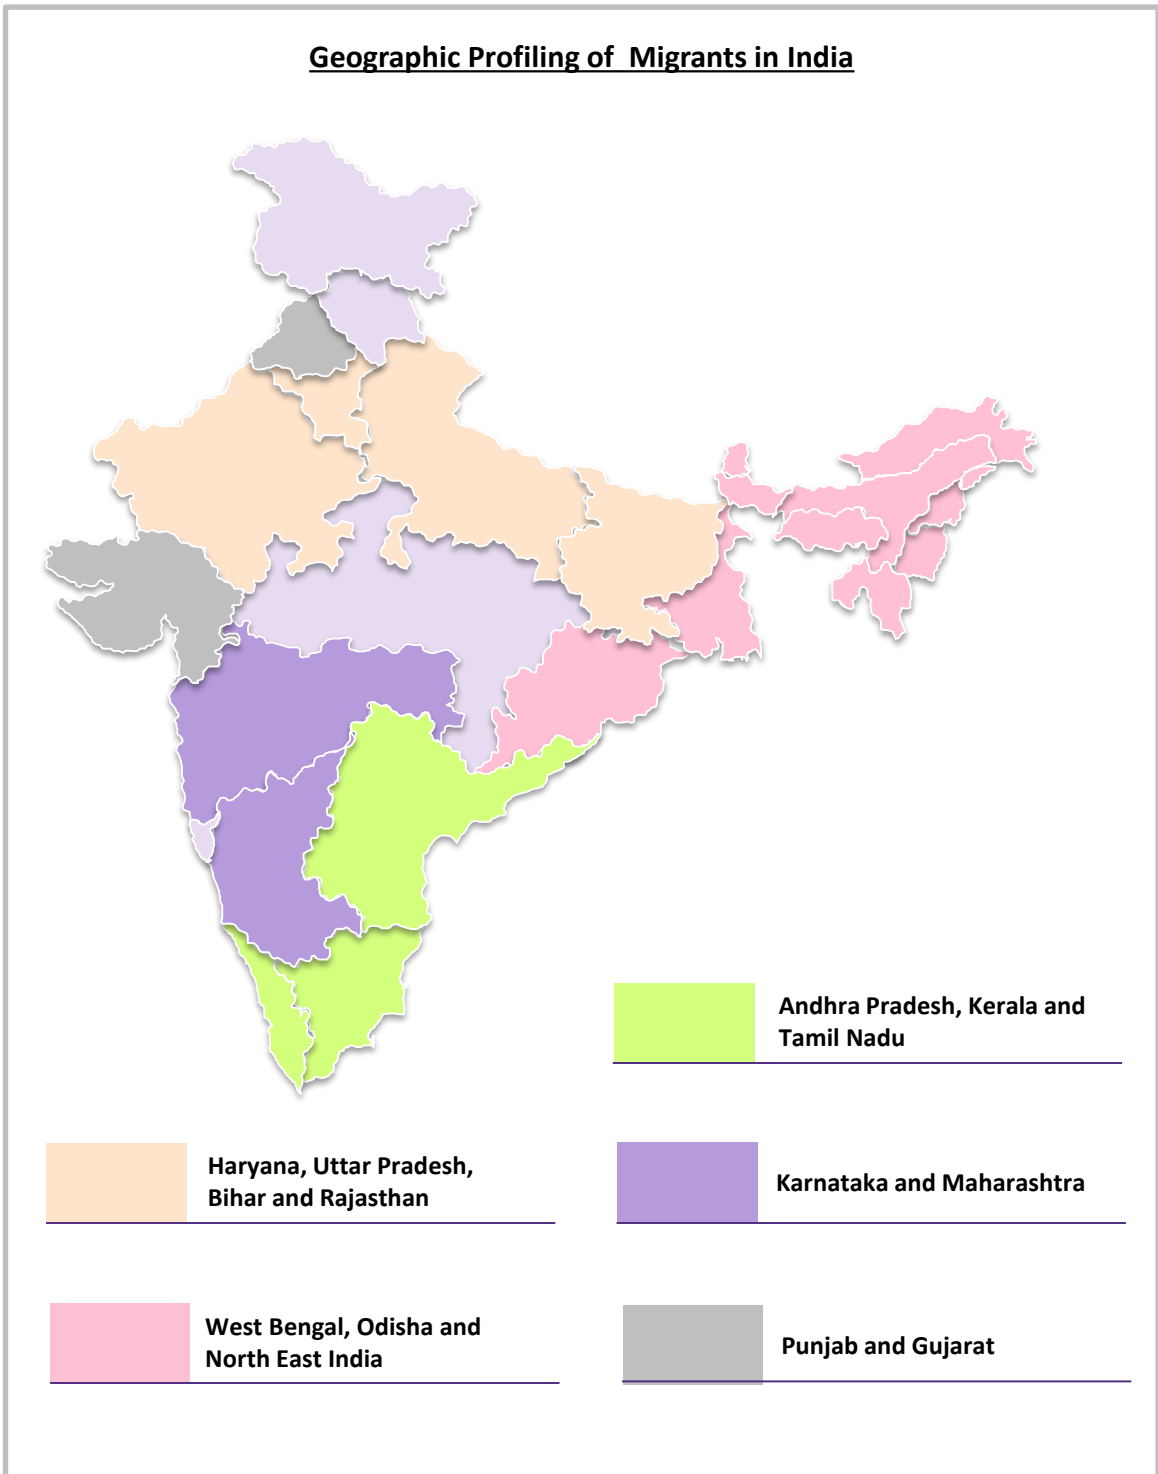 Geographic Profiling of  Migrants in India
Andhra Pradesh, Kerala and
Tamil Nadu
Haryana, Uttar Pradesh,
Bihar and Rajasthan
Karnataka and Maharashtra
West Bengal, Odisha and
North East India
Punjab and Gujarat